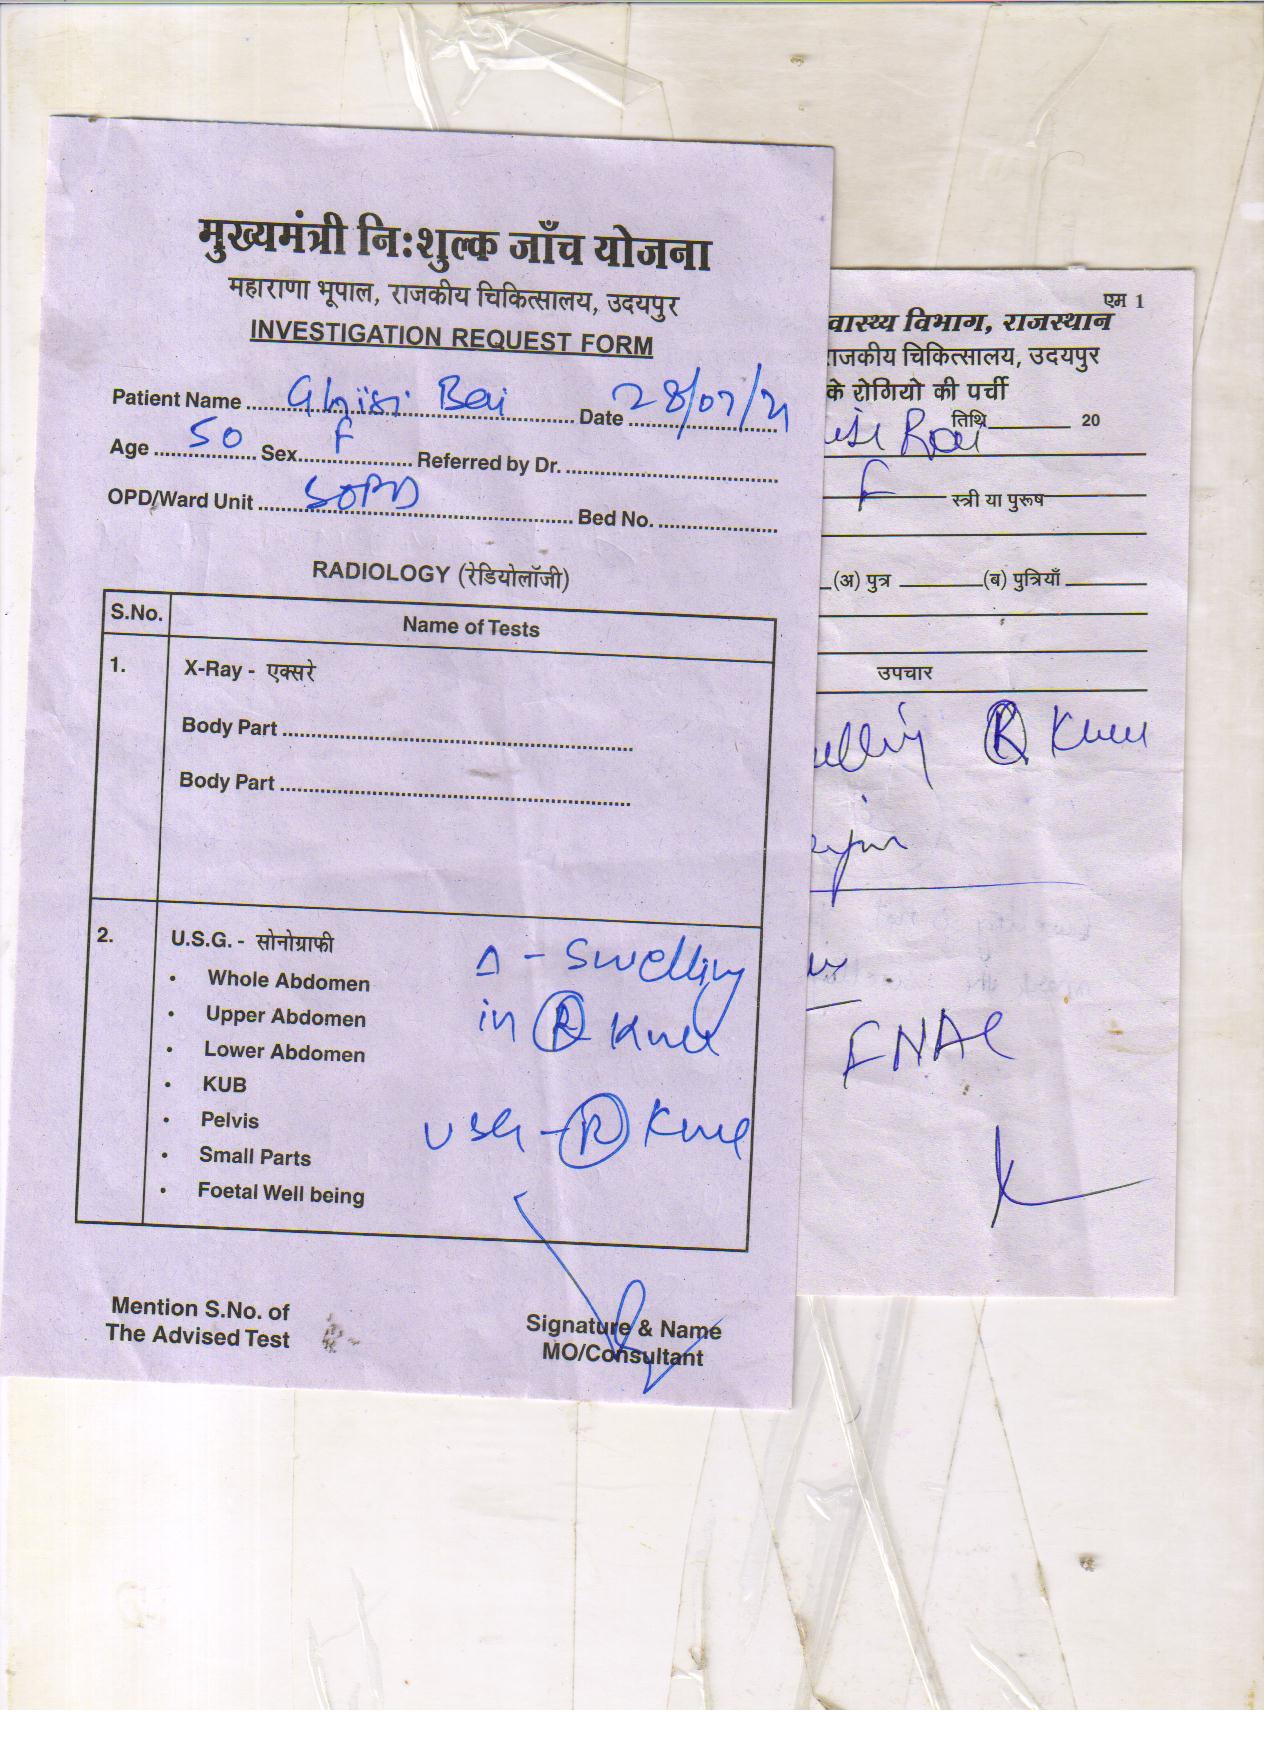 मुख्यमंत्री नि:शुल्क जाँच योजना
महाराणा भूपाल, राजकीय चिकित्सालय, उदयपुर
INVESTIGATION REQUEST FORM
Patient Name Ghisi Bai Date 28/07/21
Age 50 Sex F Referred by Dr.
OPD/Ward Unit SOPD Bed No.
RADIOLOGY (रेडियोलॉजी)
S.No. Name of Tests
1. X-Ray - एक्सरे
Body Part
Body Part
2. U.S.G. - सोनोग्राफी
• Whole Abdomen
• Upper Abdomen
• Lower Abdomen
• KUB
• Pelvis
• Small Parts
• Foetal Well being
Δ - Swelling
in (R) Knee
USG - (R) Knee
Mention S.No. of
The Advised Test
Signature & Name
MO/Consultant
एम 1
वास्थ्य विभाग, राजस्थान
राजकीय चिकित्सालय, उदयपुर
के रोगियो की पर्ची
तिथि 20
Bai
F स्त्री या पुरूष
(अ) पुत्र (ब) पुत्रियाँ
उपचार
elling (R) Knee
FNAC